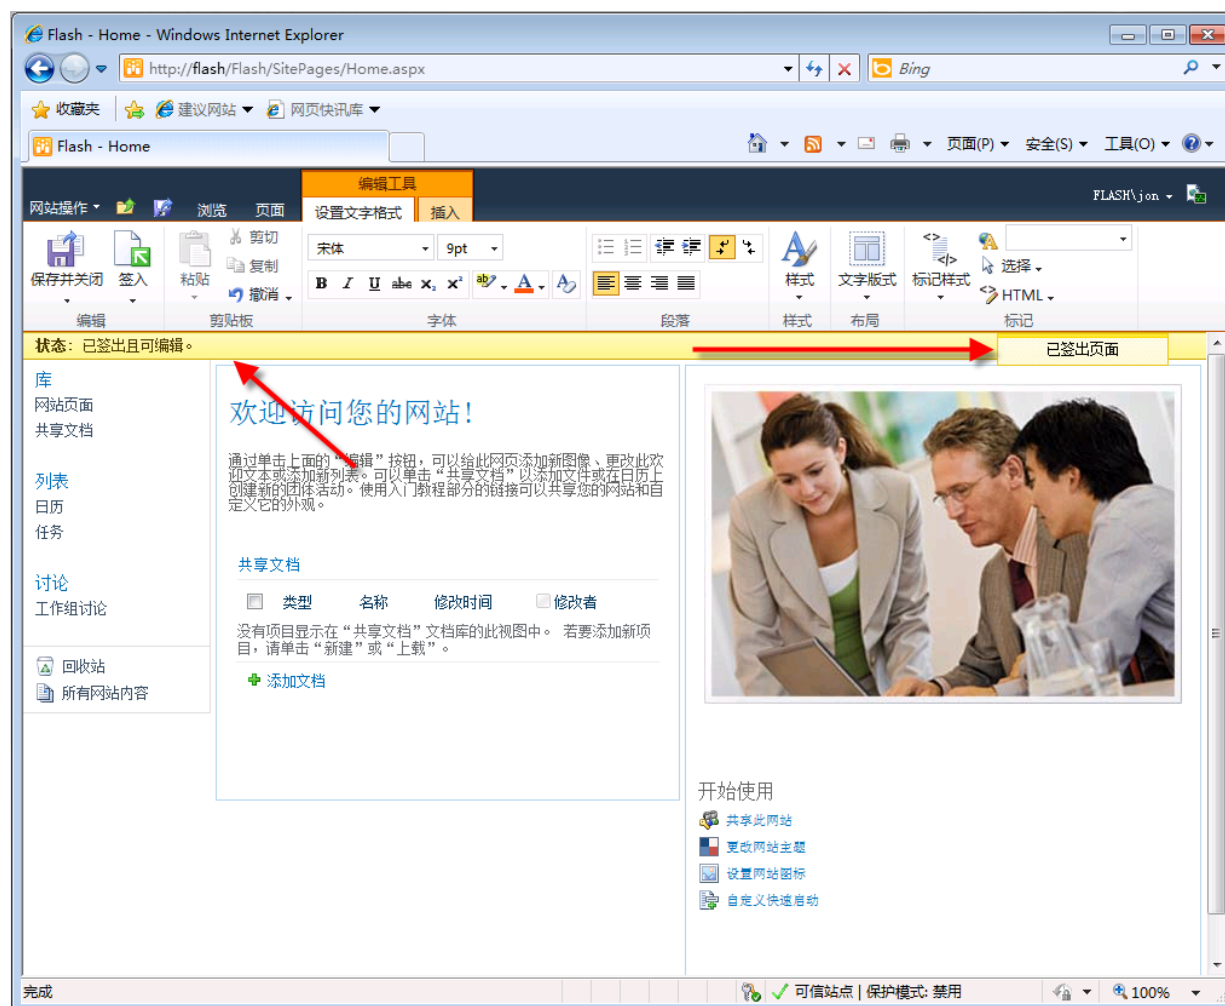 Flash - Home - Windows Internet Explorer
http://flash/Flash/SitePages/Home.aspx
Bing
收藏夹
建议网站
网页快讯库
Flash - Home
页面(P)
安全(S)
工具(O)
编辑工具
FLASH\jon
网站操作
浏览
页面
设置文字格式
插入
保存并关闭
签入
粘贴
剪切
复制
撤消
宋体
9pt
B I U abc X₂ X² aby A A
样式
文字版式
标记样式
选择
HTML
编辑
剪贴板
字体
段落
样式
布局
标记
状态: 已签出且可编辑。
已签出页面
库
网站页面
共享文档
列表
日历
任务
讨论
工作组讨论
回收站
所有网站内容
欢迎访问您的网站!
通过单击上面的“编辑”按钮，可以给此网页添加新图像、更改此欢
迎文本或添加新列表。可以单击“共享文档”以添加文件或在日历上
创建新的团体活动。使用入门教程部分的链接可以共享您的网站和自
定义它的外观。
共享文档
类型 名称 修改时间 修改者
没有项目显示在“共享文档”文档库的此视图中。 若要添加新项
目，请单击“新建”或“上载”。
添加文档
开始使用
共享此网站
更改网站主题
设置网站图标
自定义快速启动
完成
可信站点 | 保护模式: 禁用
100%